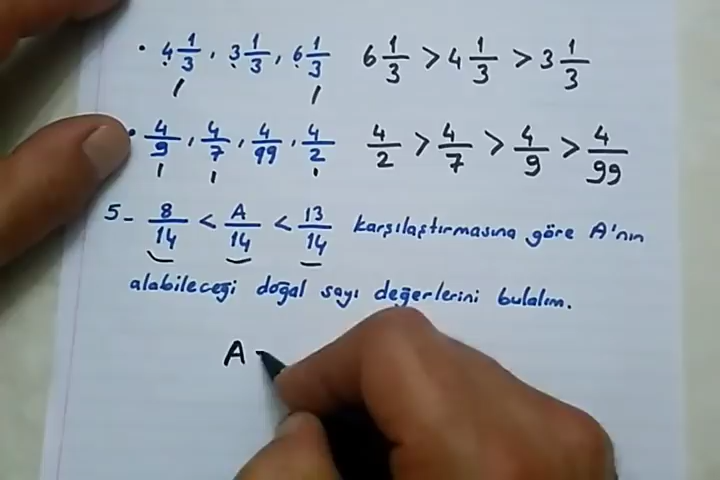 · 4 1/3, 3 1/3, 6 1/3   6 1/3 > 4 1/3 > 3 1/3
· 4/9, 4/7, 4/99, 4/2   4/2 > 4/7 > 4/9 > 4/99
5- 8/14 < A/14 < 13/14 karşılaştırmasına göre A'nın
alabileceği doğal sayı değerlerini bulalım.
A